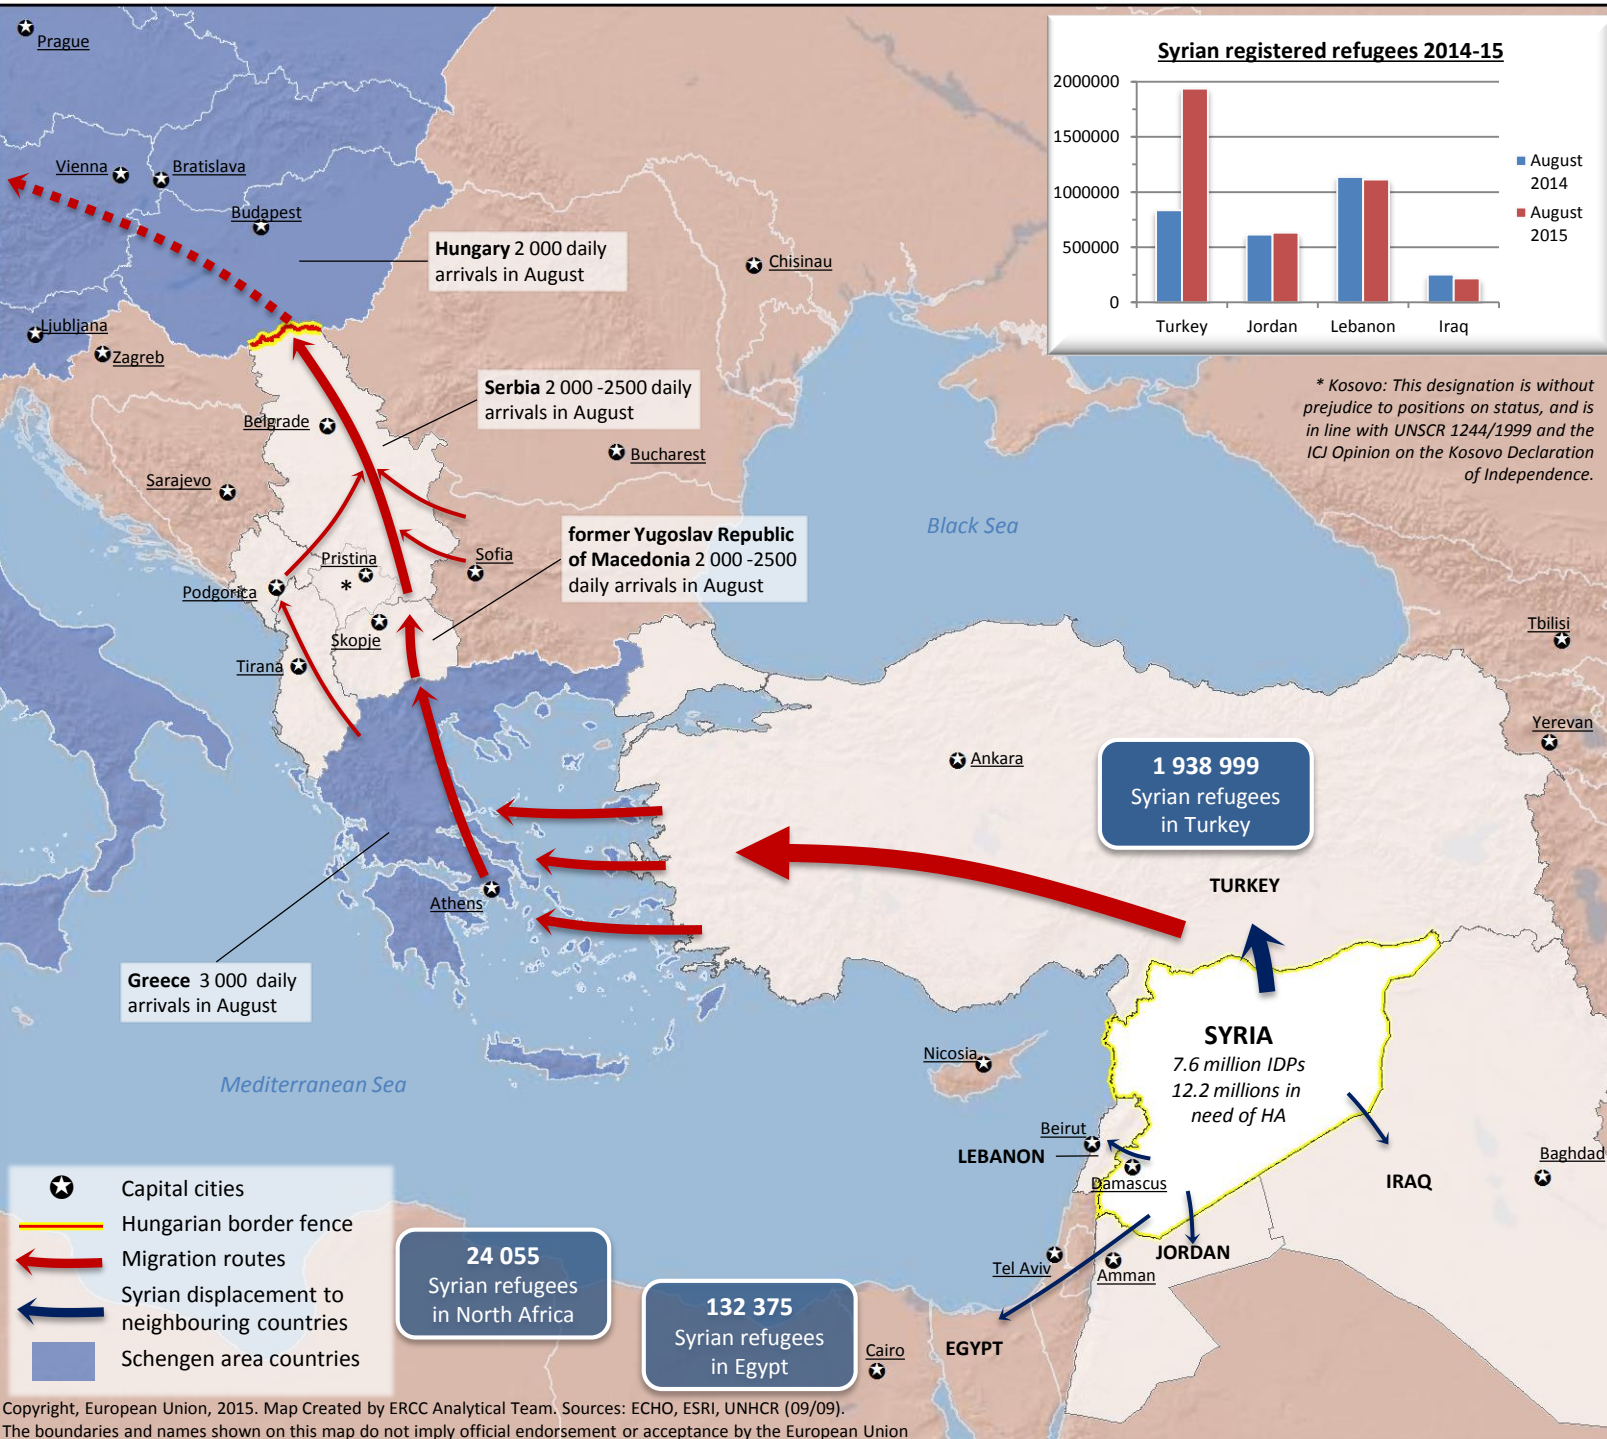 Prague
Syrian registered refugees 2014-15
2000000
1500000
1000000
500000
0
Turkey
Jordan
Lebanon
Iraq
August
2014
August
2015
Vienna
Bratislava
Budapest
Hungary 2 000 daily
arrivals in August
Chisinau
Ljubljana
Zagreb
* Kosovo: This designation is without
prejudice to positions on status, and is
in line with UNSCR 1244/1999 and the
ICJ Opinion on the Kosovo Declaration
of Independence.
Serbia 2 000 -2500 daily
arrivals in August
Belgrade
Bucharest
Sarajevo
Black Sea
former Yugoslav Republic
of Macedonia 2 000 -2500
daily arrivals in August
Pristina
*
Sofia
Podgorica
Skopje
Tirana
Tbilisi
Yerevan
Ankara
1 938 999
Syrian refugees
in Turkey
TURKEY
Athens
Greece 3 000 daily
arrivals in August
SYRIA
7.6 million IDPs
12.2 millions in
need of HA
Nicosia
Mediterranean Sea
Beirut
LEBANON
Damascus
IRAQ
Baghdad
JORDAN
Tel Aviv
Amman
EGYPT
Cairo
Capital cities
Hungarian border fence
Migration routes
Syrian displacement to
neighbouring countries
Schengen area countries
24 055
Syrian refugees
in North Africa
132 375
Syrian refugees
in Egypt
Copyright, European Union, 2015. Map Created by ERCC Analytical Team. Sources: ECHO, ESRI, UNHCR (09/09).
The boundaries and names shown on this map do not imply official endorsement or acceptance by the European Union